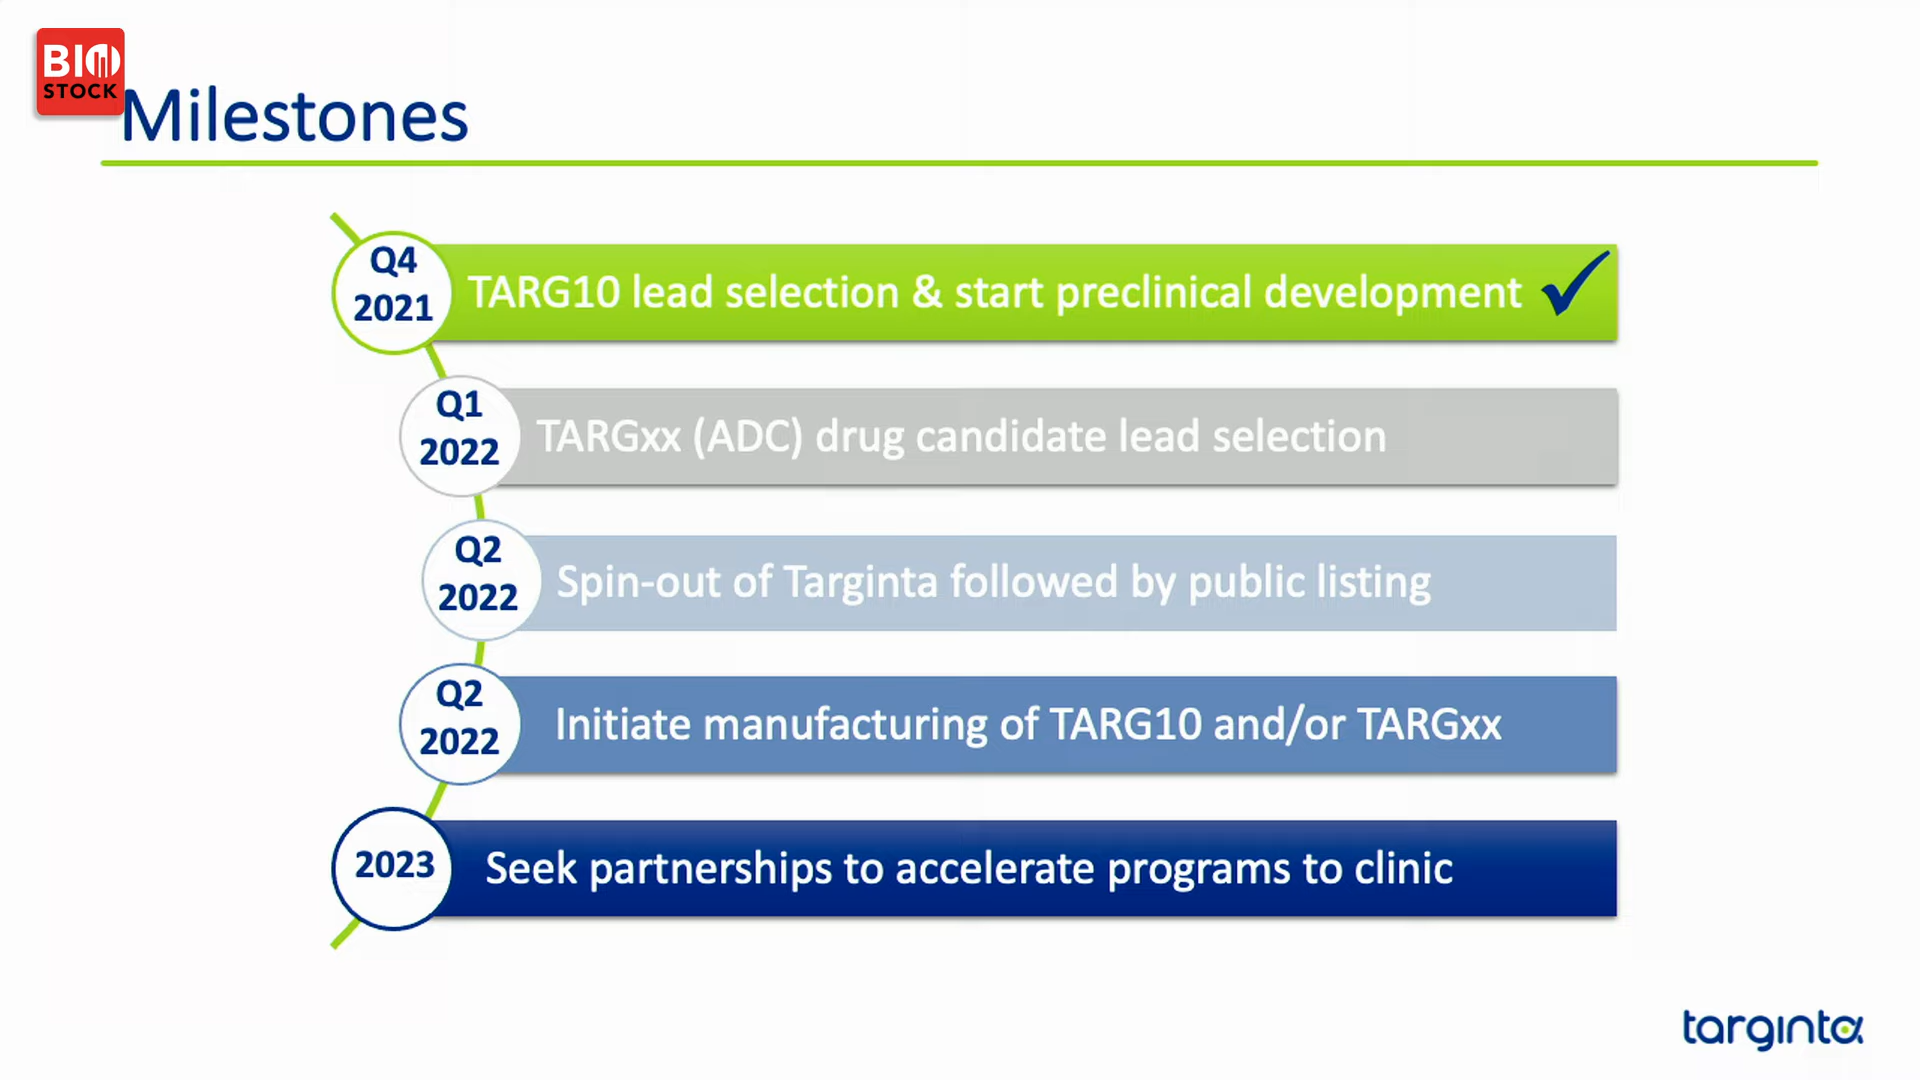 BIO
STOCK
Milestones
Q4
2021
TARG10 lead selection & start preclinical development
Q1
2022
TARGxx (ADC) drug candidate lead selection
Q2
2022
Spin-out of Targinta followed by public listing
Q2
2022
Initiate manufacturing of TARG10 and/or TARGxx
2023
Seek partnerships to accelerate programs to clinic
targinta